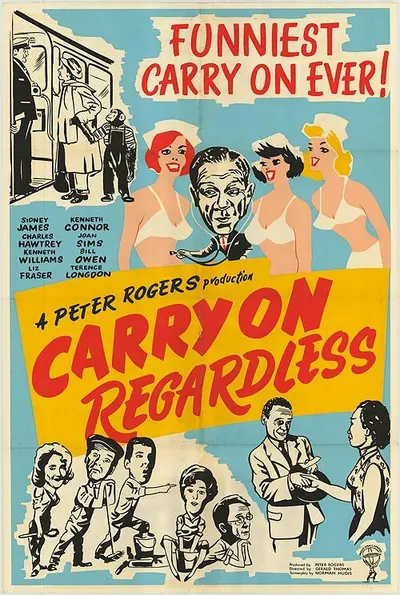 FUNNIEST
CARRY ON EVER!
SIDNEY
JAMES
CHARLES
HAWTREY
KENNETH
WILLIAMS
LIZ
FRASER
KENNETH
CONNOR
JOAN
SIMS
BILL
OWEN
TERENCE
LONGDON
A PETER ROGERS production
CARRY ON
REGARDLESS
Produced by PETER ROGERS
Directed by GERALD THOMAS
Screenplay by NORMAN HUDIS